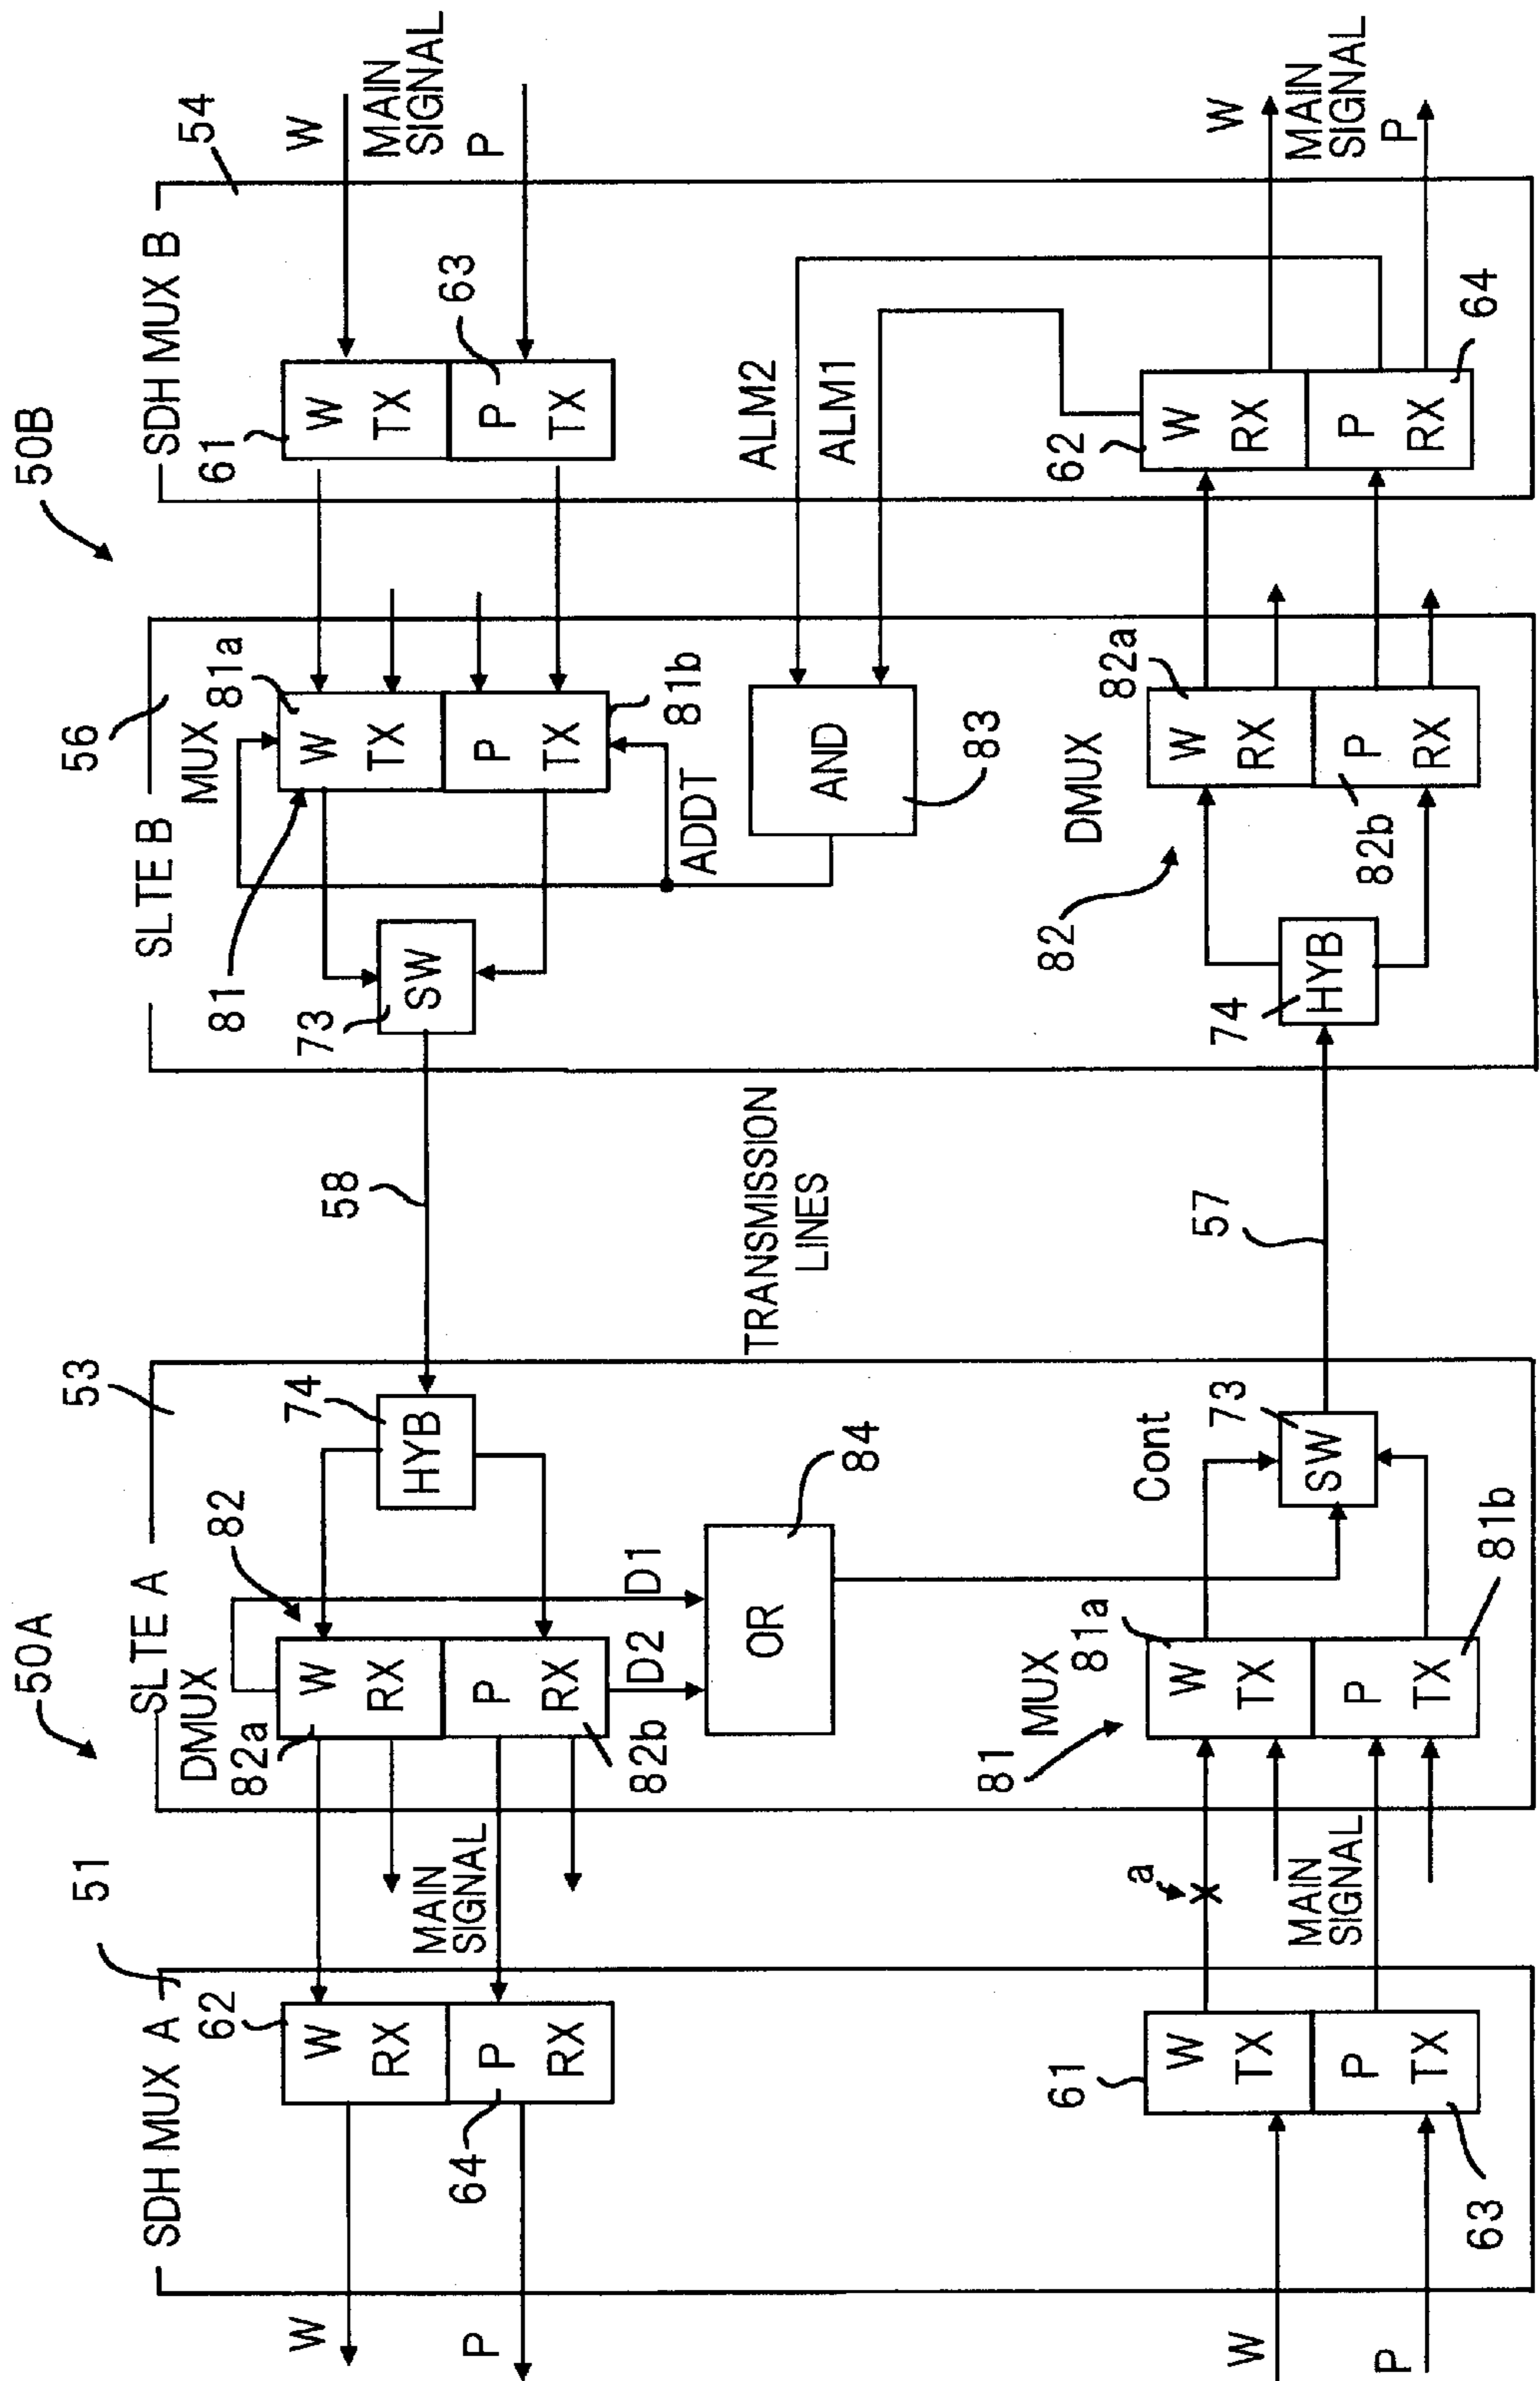 50A
50B
SDH MUX A
51
SLTE A
53
SLTE B
56
SDH MUX B
54
W
P
62
W
RX
P
RX
64
MAIN
SIGNAL
DMUX
82a
W
RX
P
RX
82b
82
D1
D2
74
HYB
OR
84
58
TRANSMISSION
LINES
57
MUX
81
81a
W
TX
P
TX
81b
SW
73
ADDT
AND
83
ALM2
ALM1
61
W
TX
P
TX
63
W
MAIN
SIGNAL
P
W
P
61
W
TX
P
TX
63
a
MAIN
SIGNAL
MUX
81
81a
W
TX
P
TX
81b
Cont
73
SW
74
HYB
82
DMUX
82a
W
RX
P
RX
82b
62
W
RX
P
RX
64
W
MAIN
SIGNAL
P